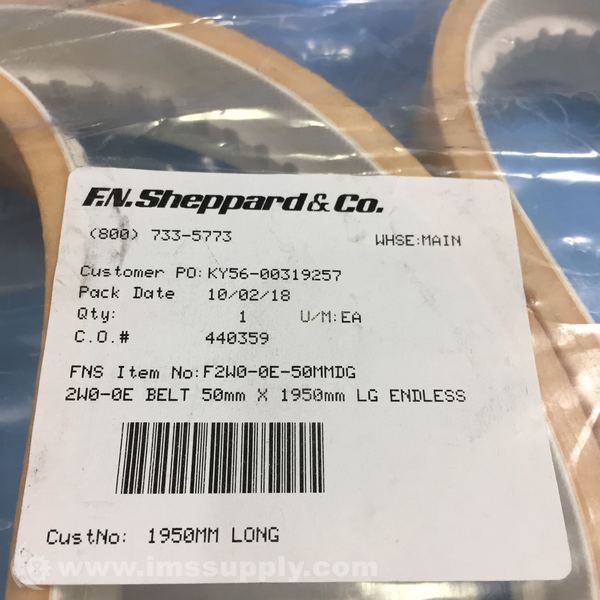 F.N. Sheppard & Co.
(800) 733-5773 WHSE:MAIN
Customer PO: KY56-00319257
Pack Date 10/02/18
Qty: 1 U/M:EA
C.O.# 440359
FNS Item No: F2W0-0E-50MMDG
2W0-0E BELT 50mm X 1950mm LG ENDLESS
CustNo: 1950MM LONG
© www.imssupply.com